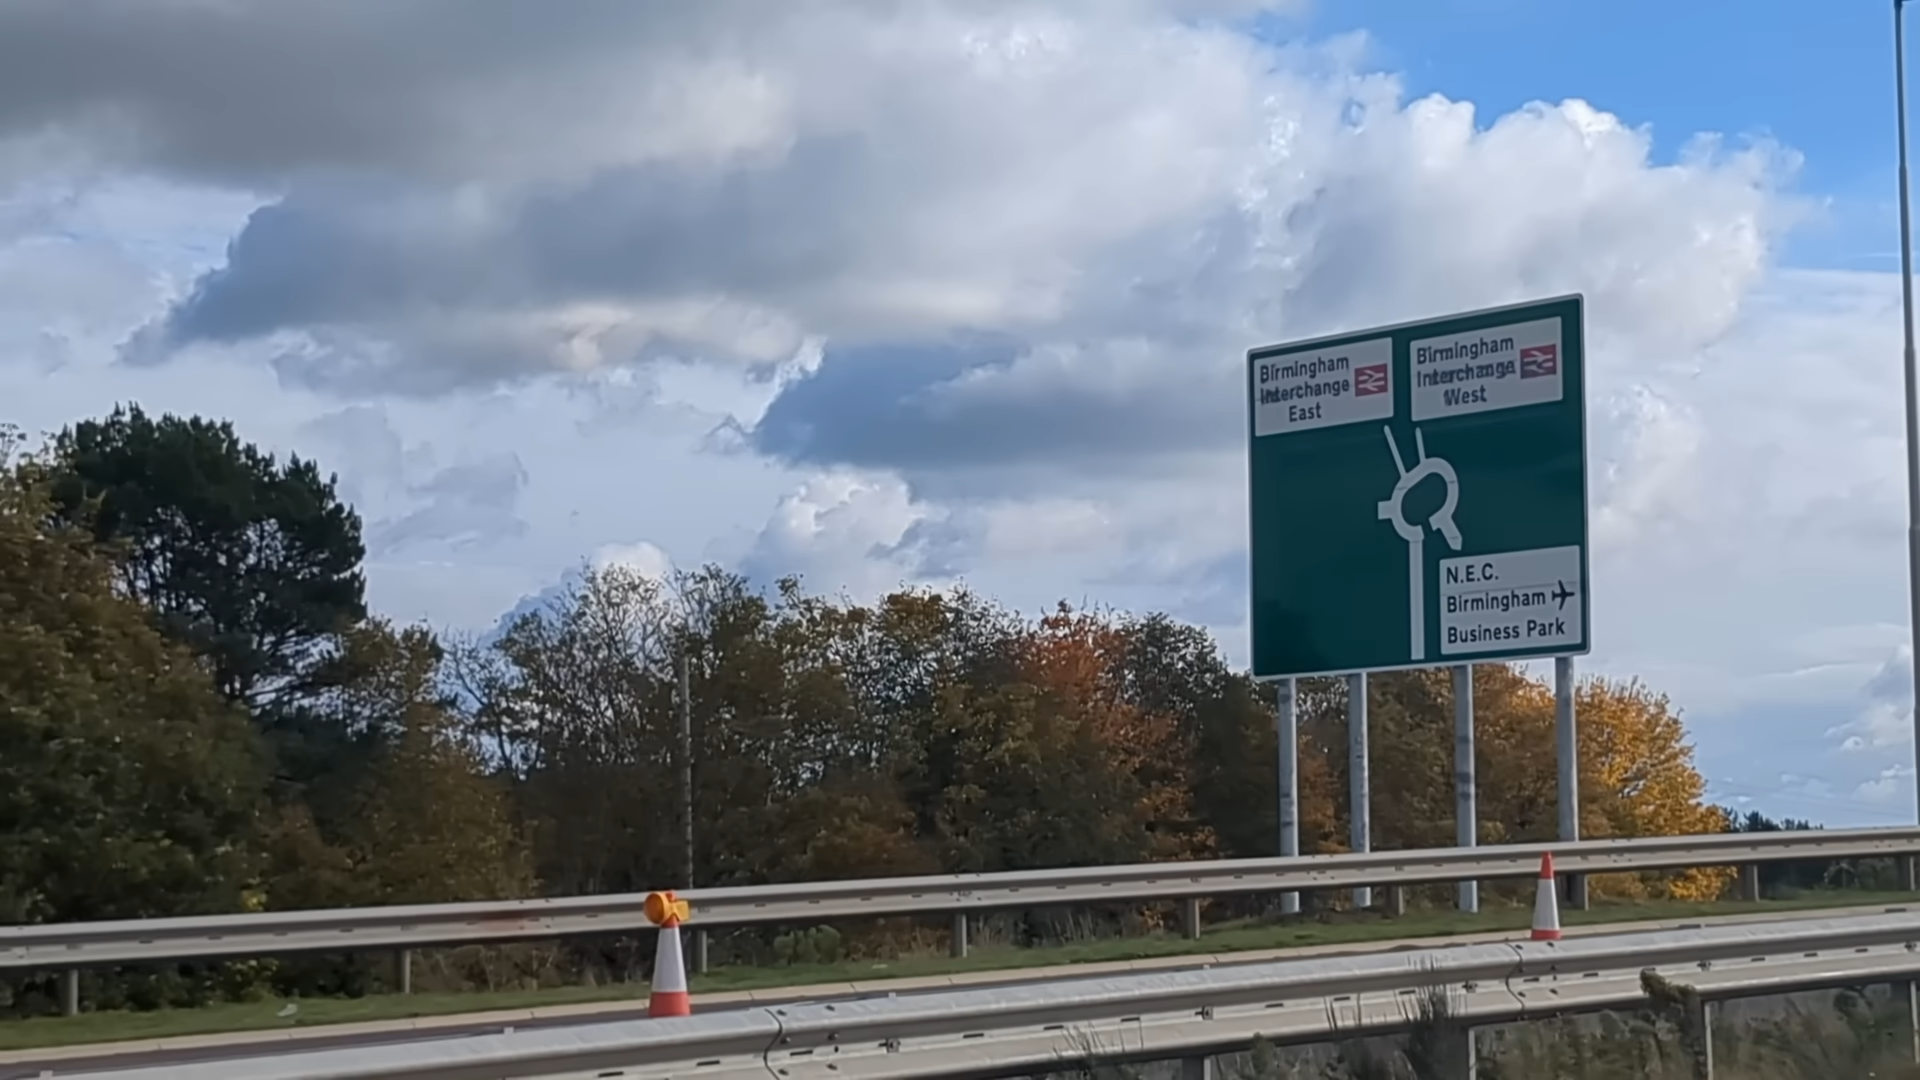 Birmingham
Interchange
East
Birmingham
Interchange
West
N.E.C.
Birmingham
Business Park